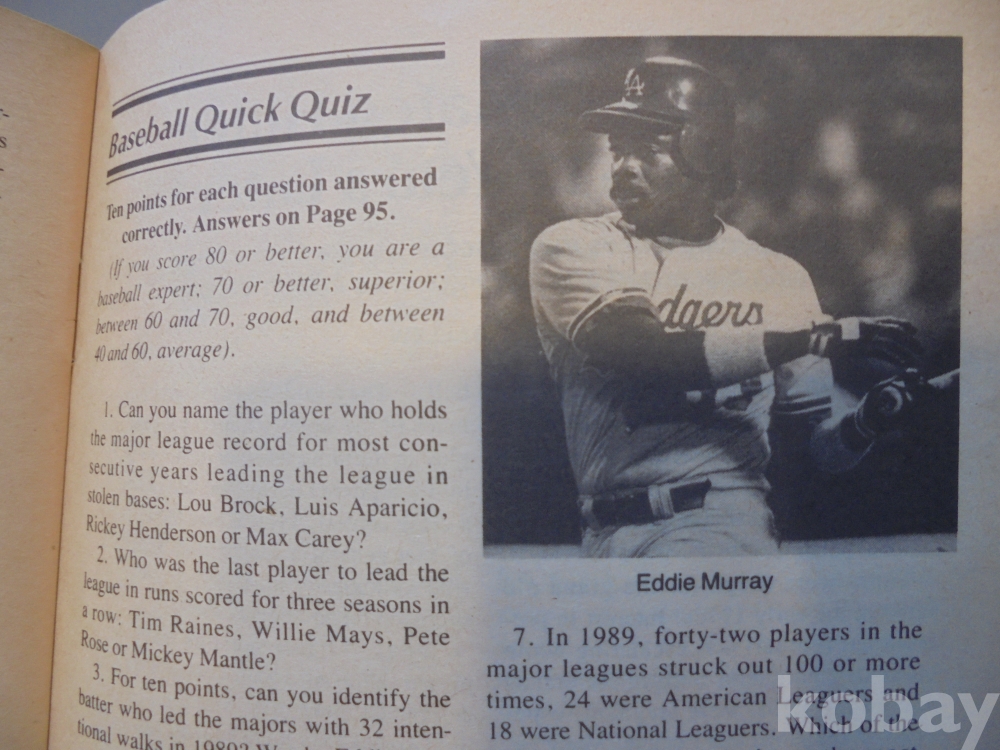 Baseball Quick Quiz
Ten points for each question answered
correctly. Answers on Page 95.
(If you score 80 or better, you are a
baseball expert; 70 or better, superior;
between 60 and 70, good, and between
40 and 60, average).
1. Can you name the player who holds
the major league record for most con-
secutive years leading the league in
stolen bases: Lou Brock, Luis Aparicio,
Rickey Henderson or Max Carey?
2. Who was the last player to lead the
league in runs scored for three seasons in
a row: Tim Raines, Willie Mays, Pete
Rose or Mickey Mantle?
3. For ten points, can you identify the
batter who led the majors with 32 inten-
tional walks in 1989?
LA
dgers
Eddie Murray
7. In 1989, forty-two players in the
major leagues struck out 100 or more
times, 24 were American Leaguers and
18 were National Leaguers. Which of the
kobay